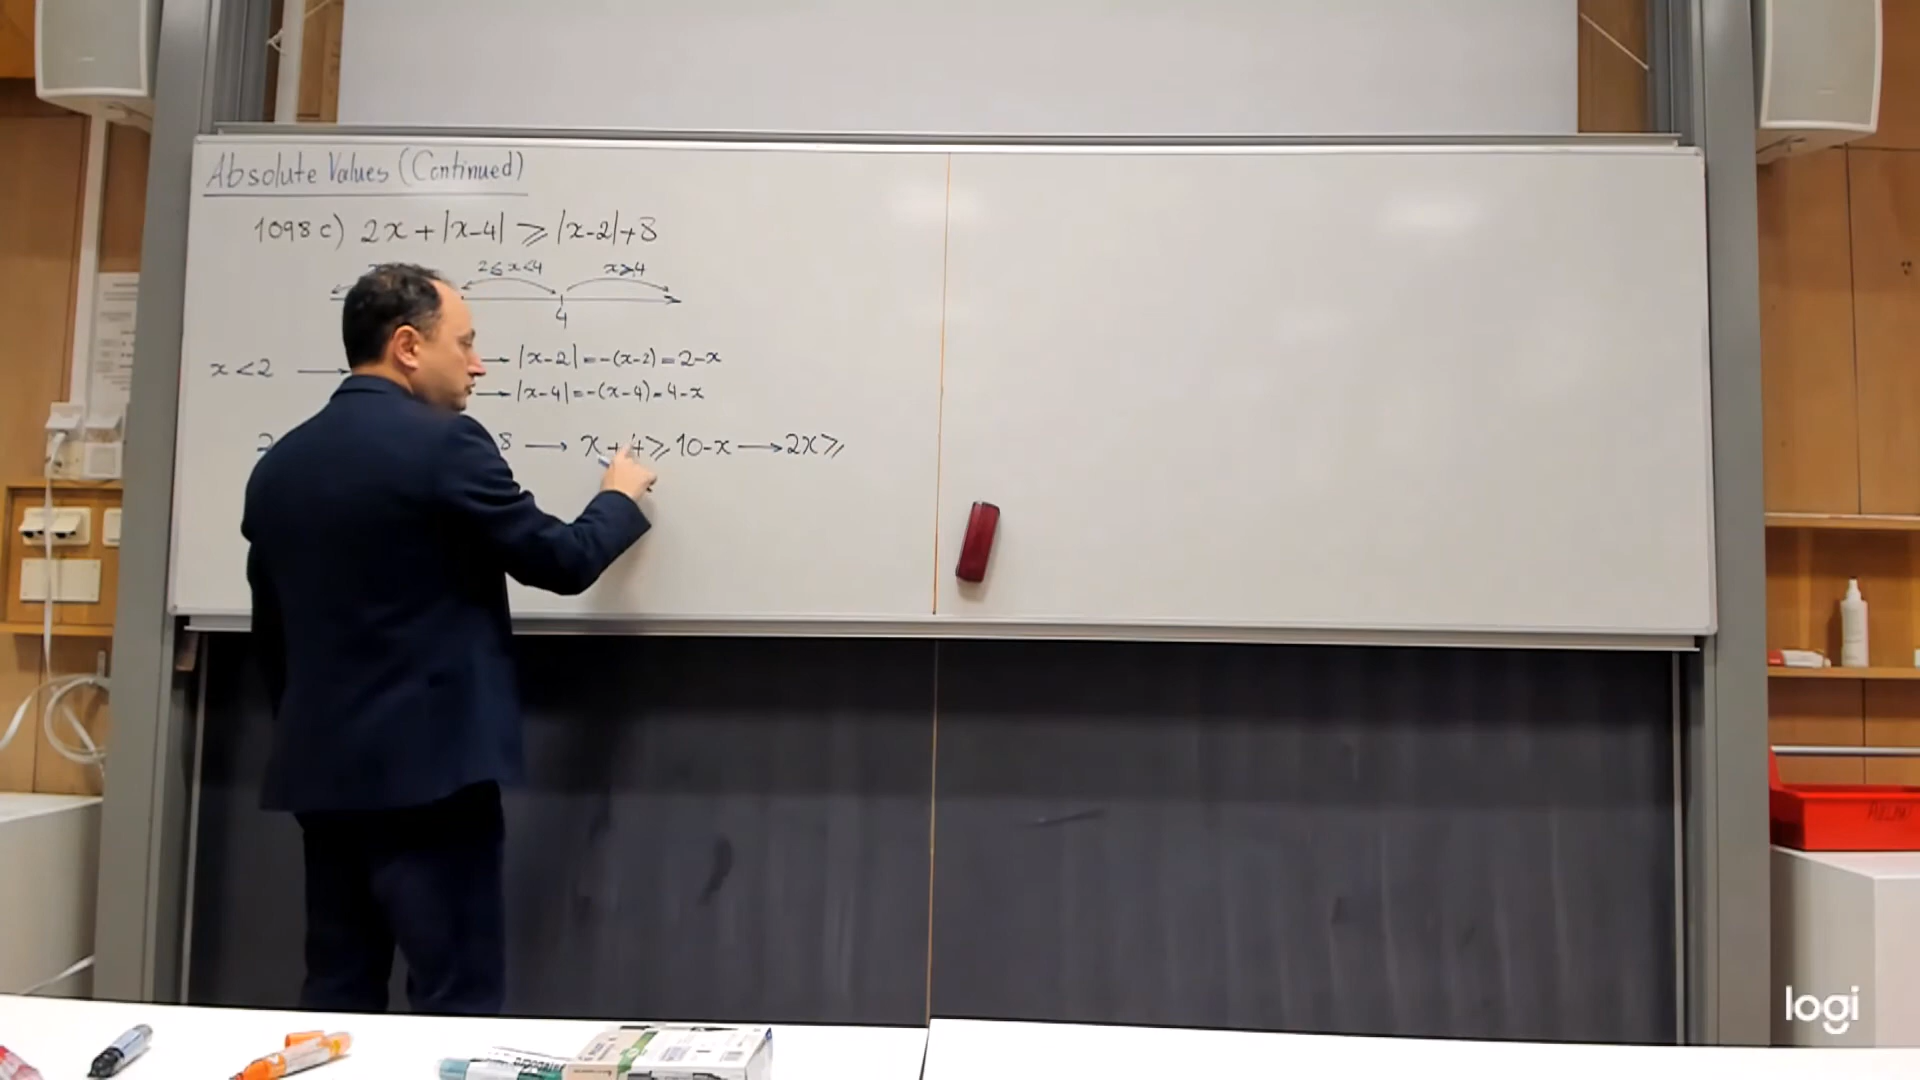 Absolute Values (Continued)
1098 c) 2x + |x-4| ⩾ |x-2|+8
2⩽x<4 x⩾4
4
x<2 → → |x-2| = -(x-2) = 2-x
→ |x-4| = -(x-4) = 4-x
2 8 → x+4 ⩾ 10-x → 2x ⩾
logi